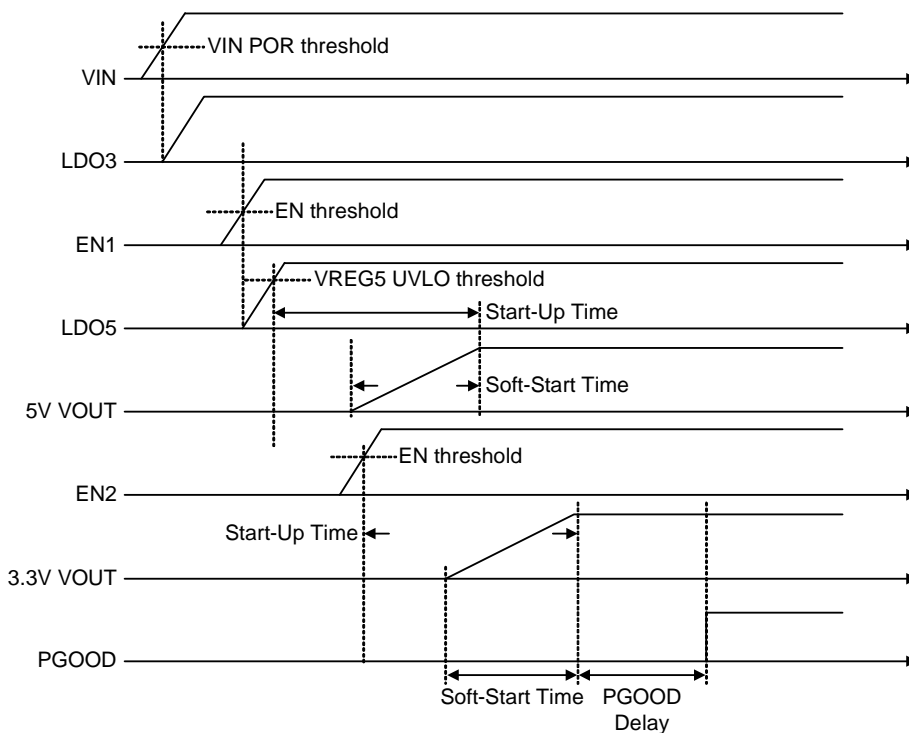 VIN POR threshold
VIN
LDO3
EN threshold
EN1
VREG5 UVLO threshold
Start-Up Time
LDO5
Soft-Start Time
5V VOUT
EN threshold
EN2
Start-Up Time
3.3V VOUT
PGOOD
Soft-Start Time
PGOOD
Delay